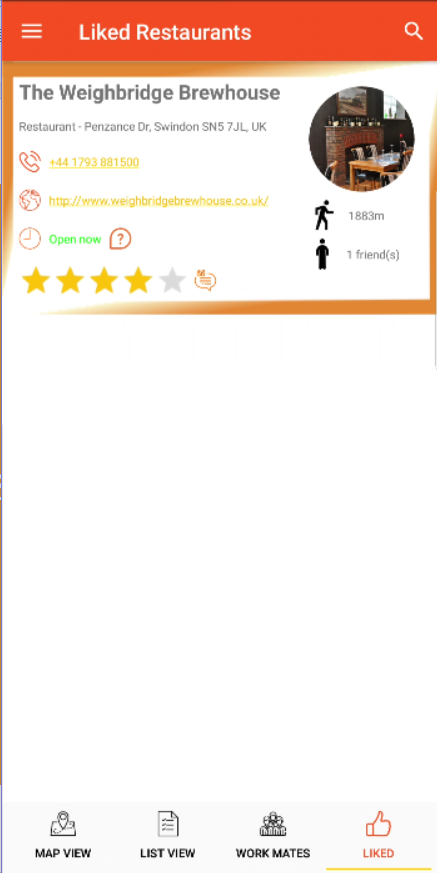 Liked Restaurants
The Weighbridge Brewhouse
Restaurant - Penzance Dr, Swindon SN5 7JL, UK
+44 1793 881500
http://www.weighbridgebrewhouse.co.uk/
1883m
Open now ?
1 friend(s)
MAP VIEW LIST VIEW WORK MATES LIKED